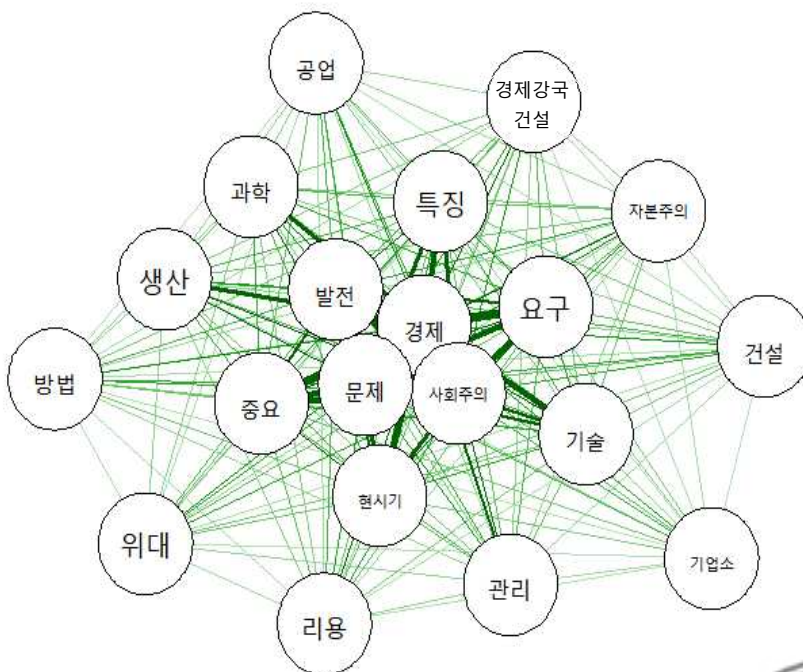 공업
경제강국
건설
과학
특징
자본주의
생산
발전
요구
경제
건설
방법
중요
문제
사회주의
기술
현시기
위대
기업소
관리
리용